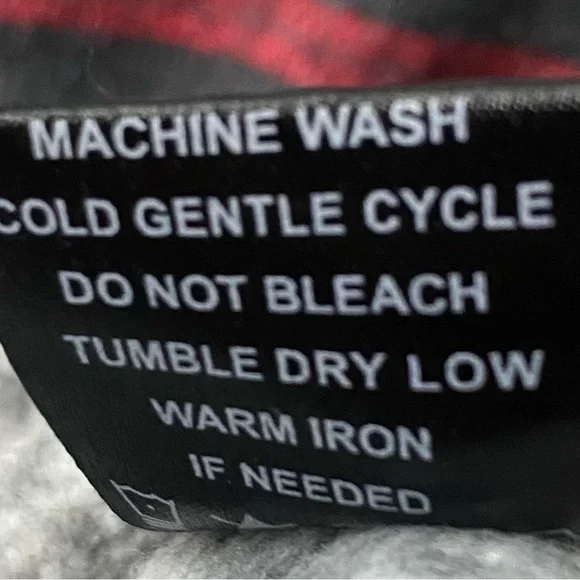 MACHINE WASH
COLD GENTLE CYCLE
DO NOT BLEACH
TUMBLE DRY LOW
WARM IRON
IF NEEDED